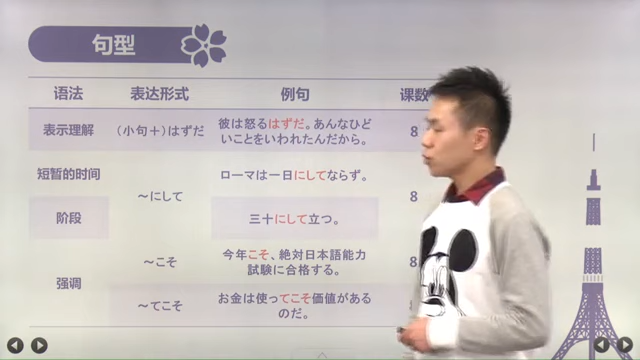 句型
语法 表达形式 例句 课数
表示理解 （小句＋）はずだ 彼は怒るはずだ。あんなひど
いことをいわれたんだから。 8
短暂的时间 ～にして ローマは一日にしてならず。 8
阶段 三十にして立つ。
强调 ～こそ 今年こそ、絶対日本語能力
試験に合格する。 8
～てこそ お金は使ってこそ価値がある
のだ。